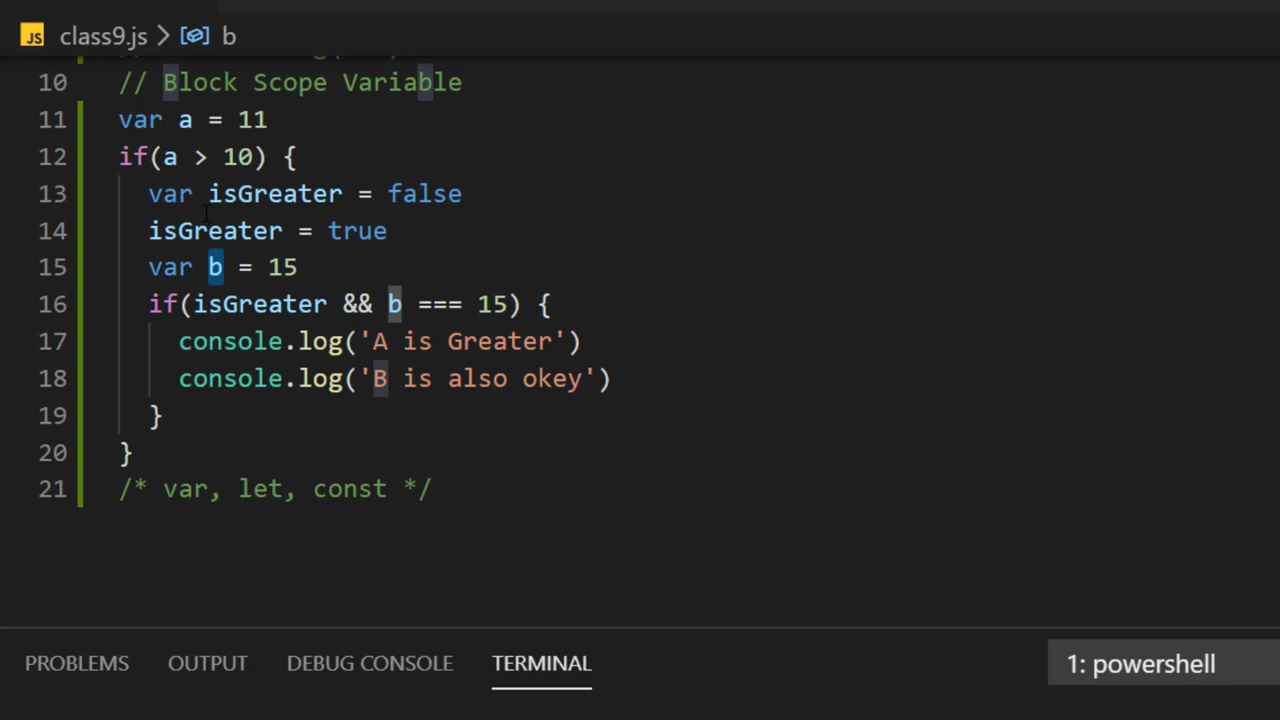 JS class9.js > b
10 // Block Scope Variable
11 var a = 11
12 if(a > 10) {
13 var isGreater = false
14 isGreater = true
15 var b = 15
16 if(isGreater && b === 15) {
17 console.log('A is Greater')
18 console.log('B is also okey')
19 }
20 }
21 /* var, let, const */
PROBLEMS OUTPUT DEBUG CONSOLE TERMINAL 1: powershell